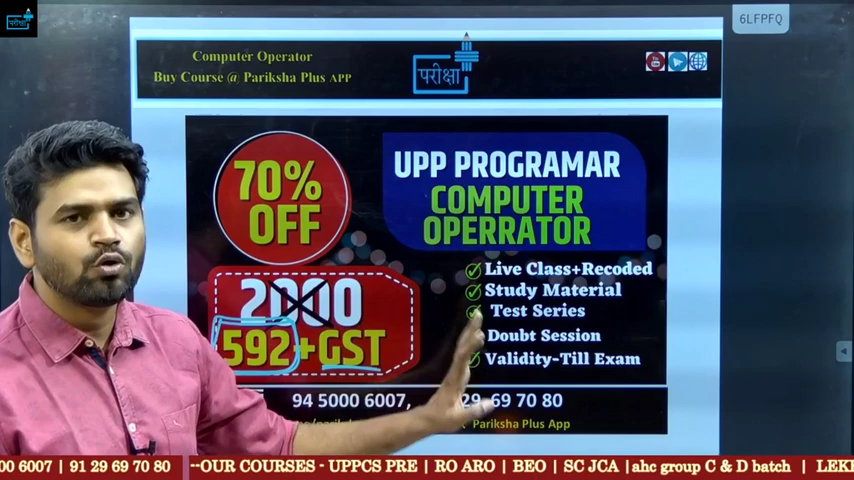 परीक्षा
6LFPFQ
Computer Operator
Buy Course @ Pariksha Plus APP
परीक्षा
You
70% OFF
UPP PROGRAMAR
COMPUTER
OPERRATOR
2000
592+GST
Live Class+Recoded
Study Material
Test Series
Doubt Session
Validity-Till Exam
94 5000 6007, 29 69 70 80
Pariksha Plus App
00 6007 | 91 29 69 70 80 --OUR COURSES - UPPCS PRE | RO ARO | BEO | SC JCA |ahc group C & D batch | LEKI